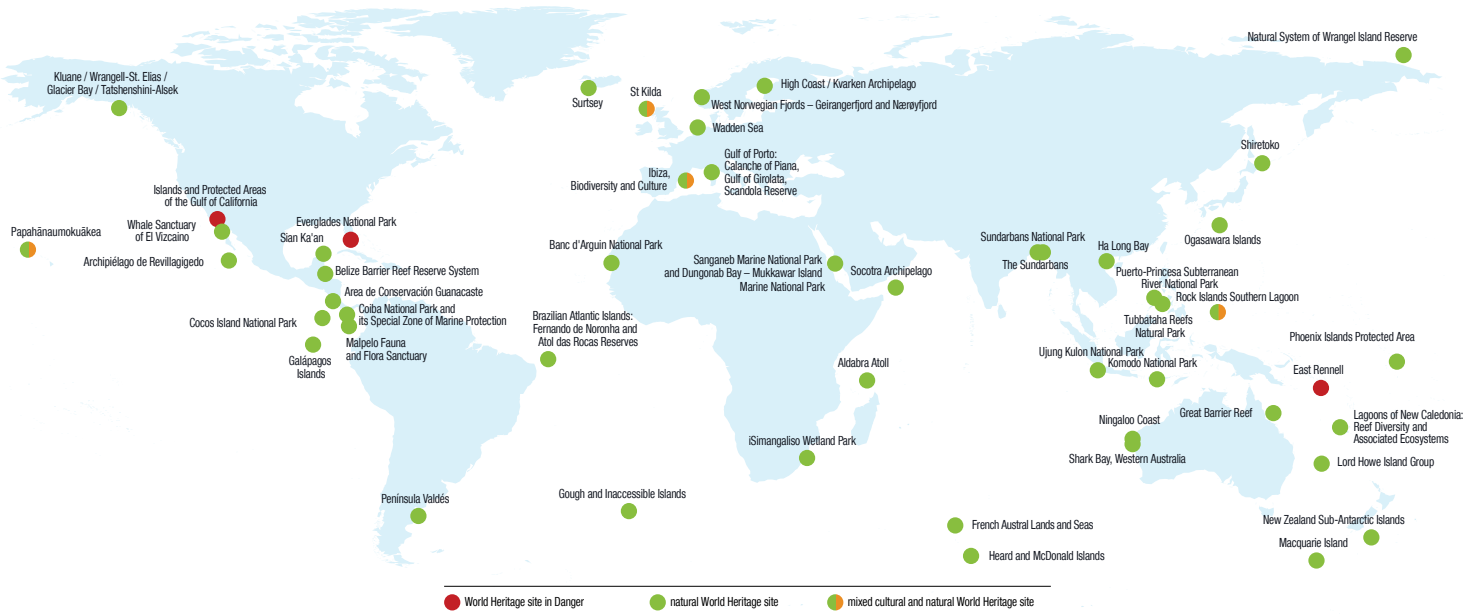 Natural System of Wrangel Island Reserve
Kluane / Wrangell-St. Elias /
Glacier Bay / Tatshenshini-Alsek
Surtsey
St Kilda
High Coast / Kvarken Archipelago
West Norwegian Fjords – Geirangerfjord and Nærøyfjord
Wadden Sea
Gulf of Porto:
Calanche of Piana,
Gulf of Girolata,
Scandola Reserve
Ibiza,
Biodiversity and Culture
Shiretoko
Islands and Protected Areas
of the Gulf of California
Whale Sanctuary
of El Vizcaino
Everglades National Park
Sian Ka'an
Papahānaumokuākea
Archipiélago de Revillagigedo
Belize Barrier Reef Reserve System
Banc d'Arguin National Park
Sanganeb Marine National Park
and Dungonab Bay – Mukkawar Island
Marine National Park
Socotra Archipelago
Sundarbans National Park
The Sundarbans
Ha Long Bay
Ogasawara Islands
Puerto-Princesa Subterranean
River National Park
Rock Islands Southern Lagoon
Tubbataha Reefs
Natural Park
Area de Conservación Guanacaste
Coiba National Park and
its Special Zone of Marine Protection
Cocos Island National Park
Malpelo Fauna
and Flora Sanctuary
Galápagos
Islands
Brazilian Atlantic Islands:
Fernando de Noronha and
Atol das Rocas Reserves
Aldabra Atoll
Ujung Kulon National Park
Komodo National Park
Phoenix Islands Protected Area
East Rennell
Great Barrier Reef
Lagoons of New Caledonia:
Reef Diversity and
Associated Ecosystems
Ningaloo Coast
Shark Bay, Western Australia
Lord Howe Island Group
iSimangaliso Wetland Park
Península Valdés
Gough and Inaccessible Islands
French Austral Lands and Seas
Heard and McDonald Islands
New Zealand Sub-Antarctic Islands
Macquarie Island
World Heritage site in Danger
natural World Heritage site
mixed cultural and natural World Heritage site